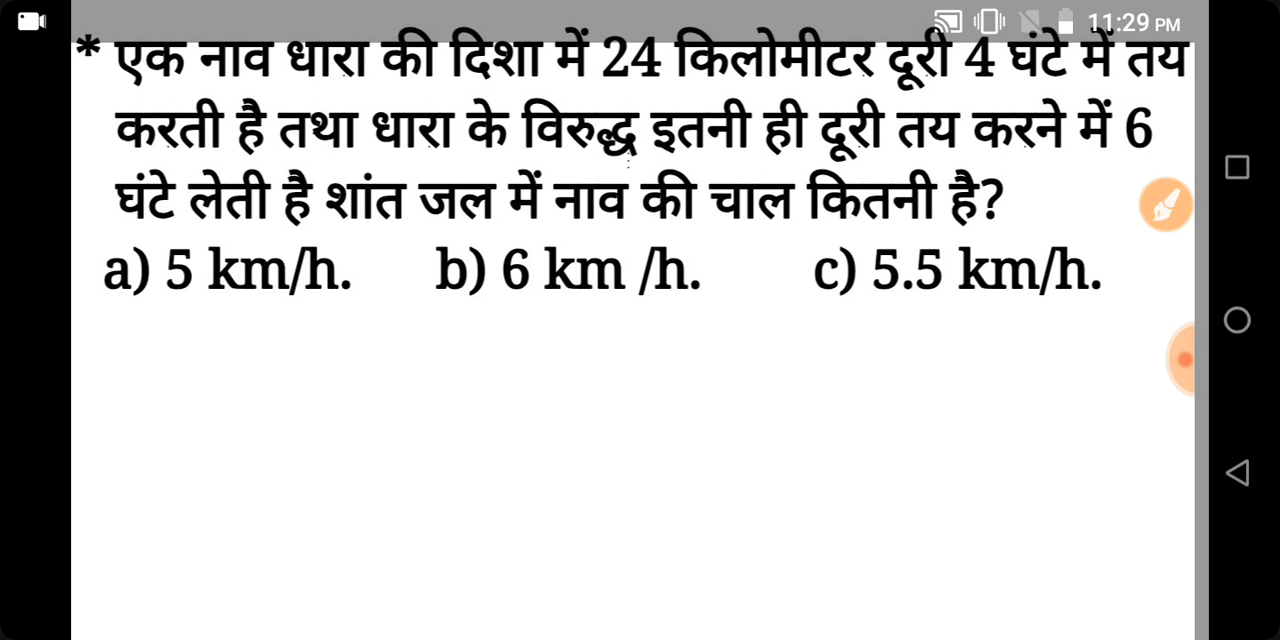 11:29 PM
* एक नाव धारा की दिशा में 24 किलोमीटर दूरी 4 घंटे में तय
करती है तथा धारा के विरुद्ध इतनी ही दूरी तय करने में 6
घंटे लेती है शांत जल में नाव की चाल कितनी है?
a) 5 km/h. b) 6 km /h. c) 5.5 km/h.